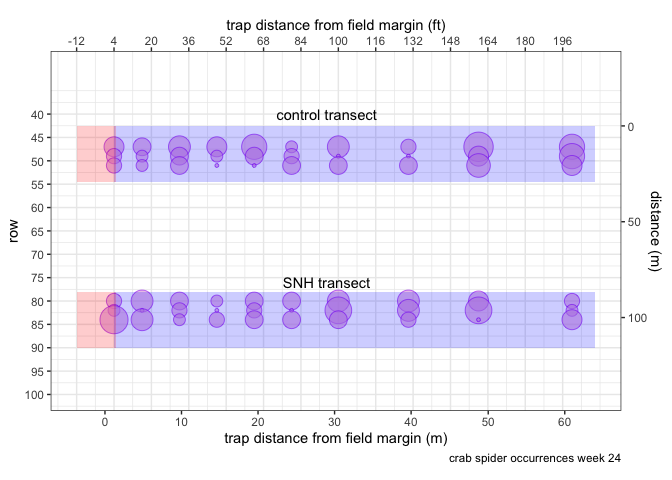 trap distance from field margin (ft)
-12 4 20 36 52 68 84 100 116 132 148 164 180 196
control transect
SNH transect
row
40
45
50
55
60
65
70
75
80
85
90
95
100
distance (m)
0
50
100
0 10 20 30 40 50 60
trap distance from field margin (m)
crab spider occurrences week 24